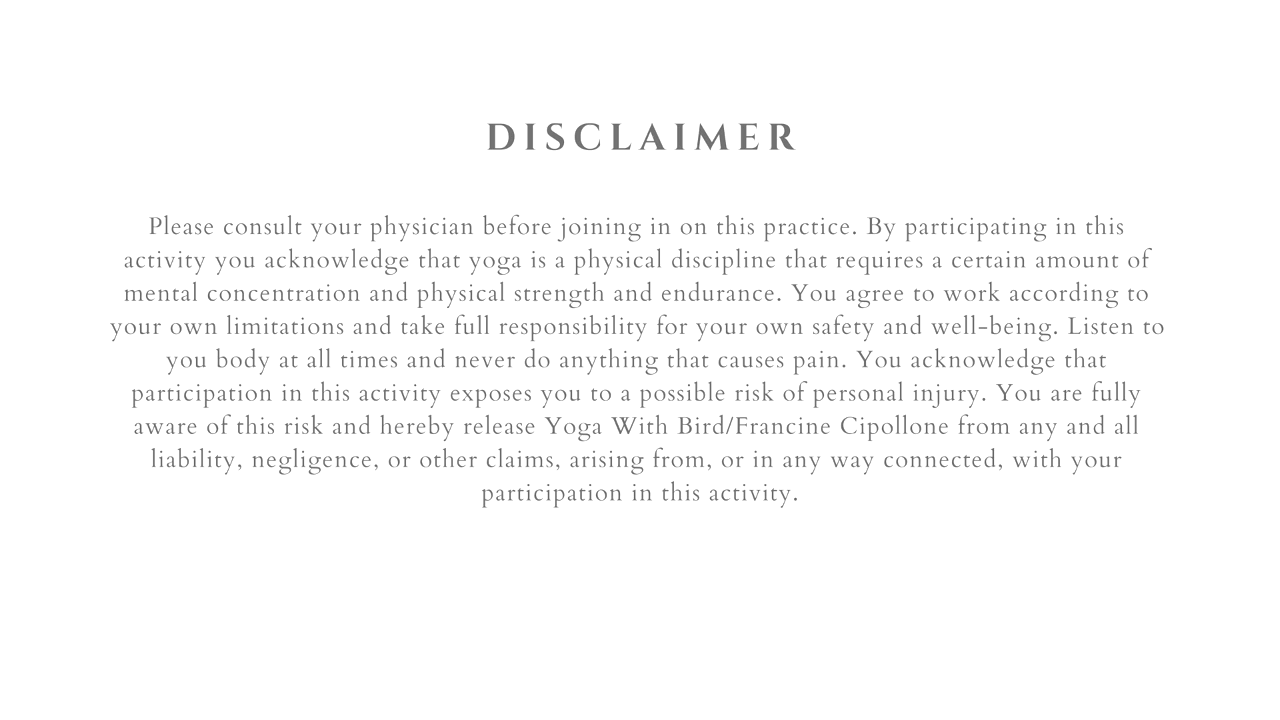 DISCLAIMER
Please consult your physician before joining in on this practice. By participating in this
activity you acknowledge that yoga is a physical discipline that requires a certain amount of
mental concentration and physical strength and endurance. You agree to work according to
your own limitations and take full responsibility for your own safety and well-being. Listen to
you body at all times and never do anything that causes pain. You acknowledge that
participation in this activity exposes you to a possible risk of personal injury. You are fully
aware of this risk and hereby release Yoga With Bird/Francine Cipollone from any and all
liability, negligence, or other claims, arising from, or in any way connected, with your
participation in this activity.